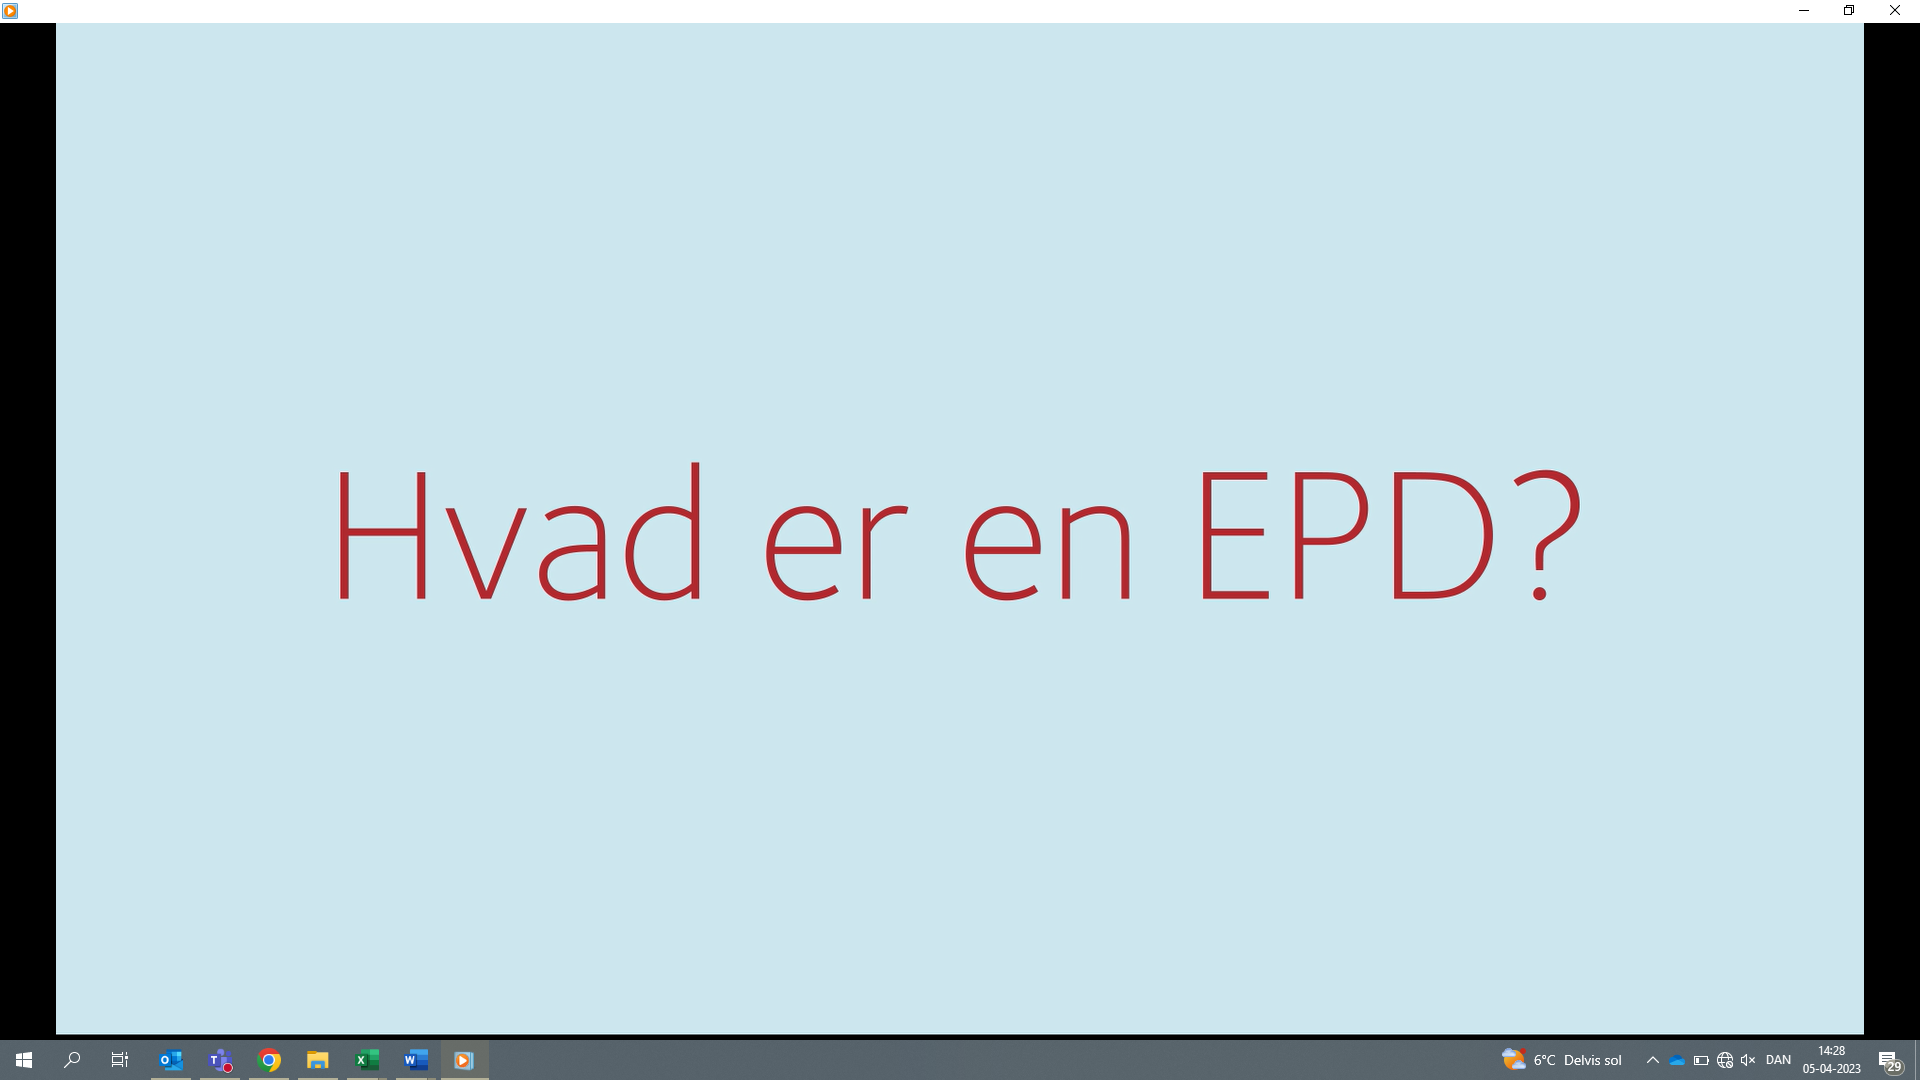 Hvad er en EPD?
6°C Delvis sol
DAN
14:28
05-04-2023
29